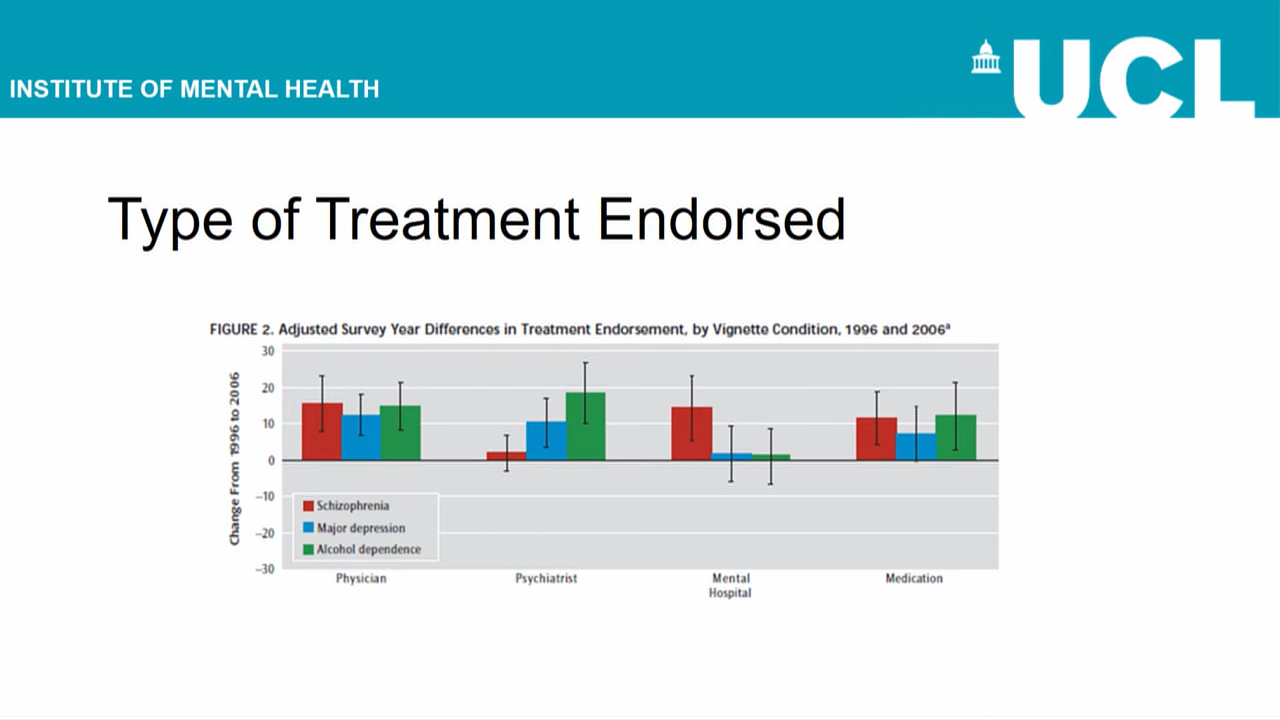 INSTITUTE OF MENTAL HEALTH
UCL
Type of Treatment Endorsed
FIGURE 2. Adjusted Survey Year Differences in Treatment Endorsement, by Vignette Condition, 1996 and 2006ª
Change From 1996 to 2006
30
20
10
0
–10
–20
–30
Schizophrenia
Major depression
Alcohol dependence
Physician
Psychiatrist
Mental
Hospital
Medication